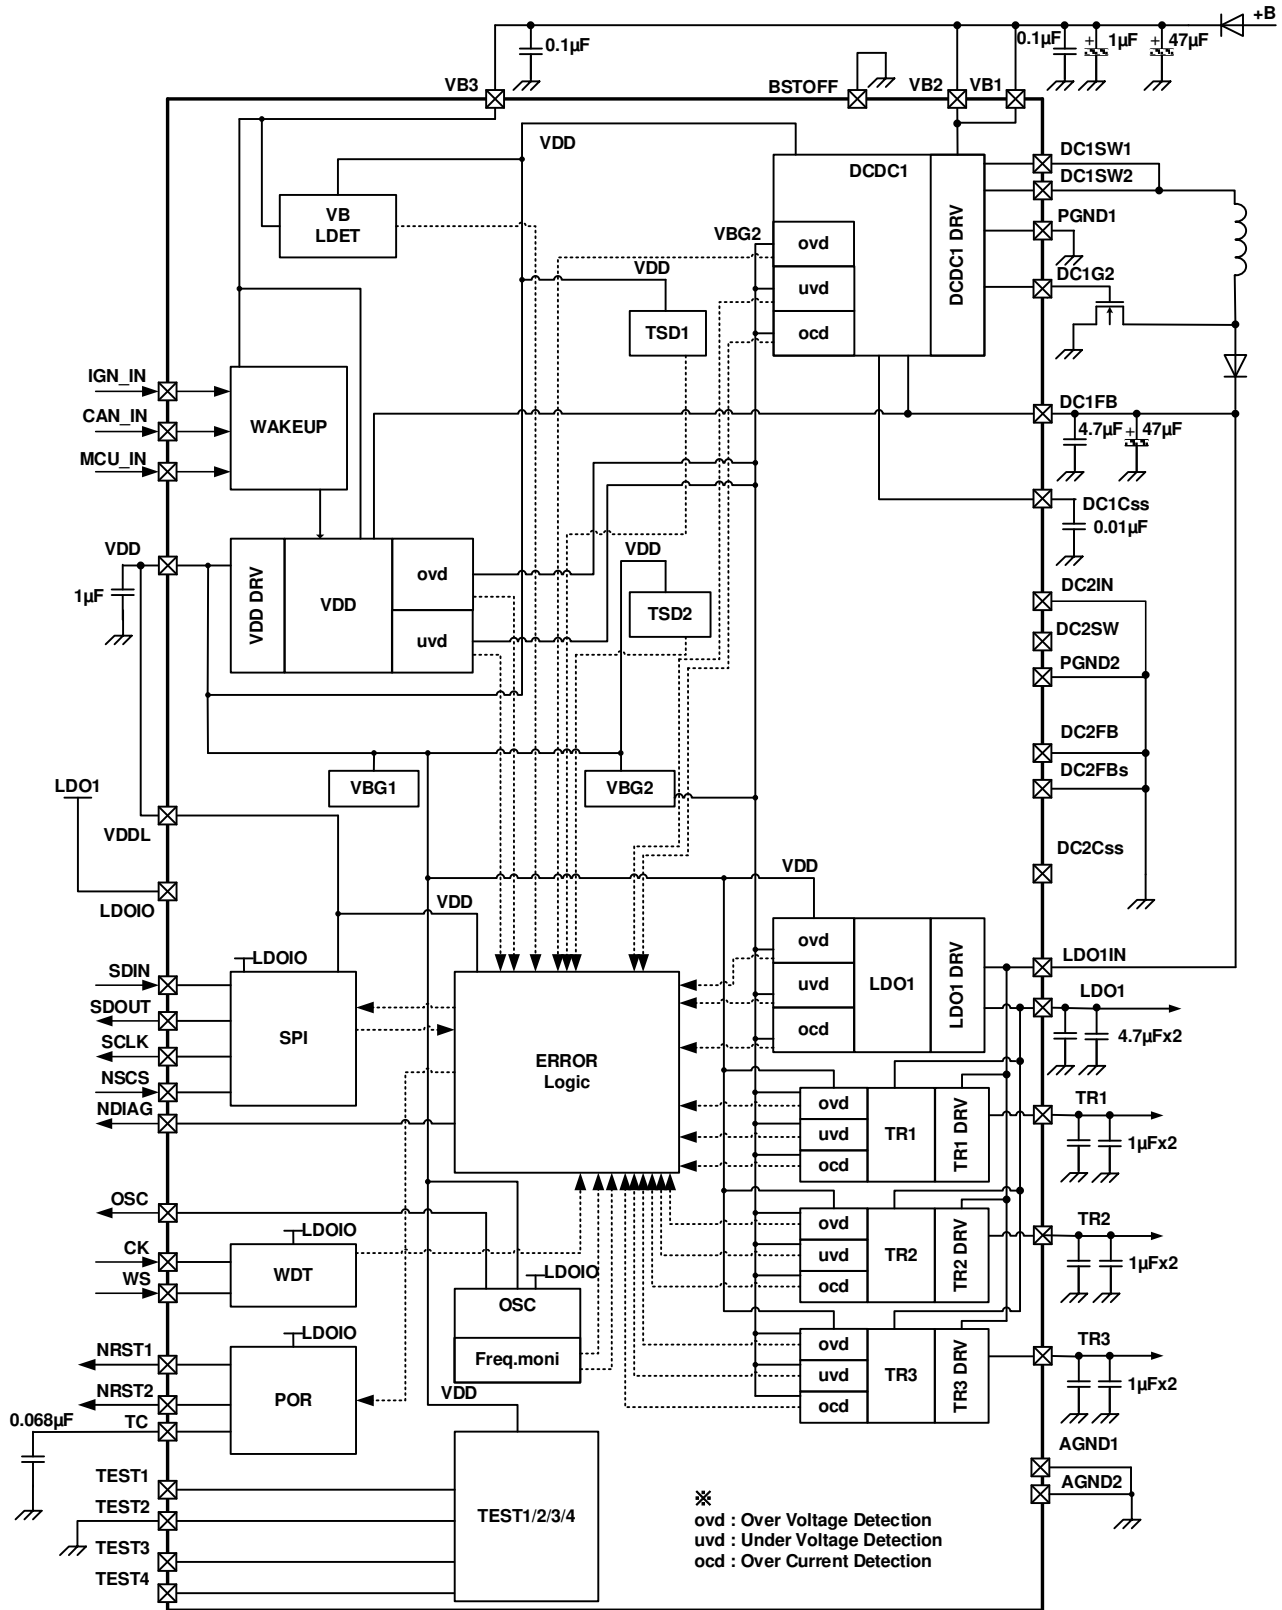 +B
0.1µF
0.1µF
1µF
47µF
VB3
BSTOFF
VB2
VB1
VDD
DCDC1
DCDC1 DRV
DC1SW1
DC1SW2
VB
LDET
VBG2
ovd
uvd
ocd
PGND1
VDD
TSD1
DC1G2
IGN_IN
CAN_IN
MCU_IN
WAKEUP
DC1FB
4.7µF
47µF
DC1Css
0.01µF
VDD
1µF
VDD DRV
VDD
ovd
uvd
VDD
TSD2
DC2IN
DC2SW
PGND2
DC2FB
DC2FBs
DC2Css
VBG1
VBG2
LDO1
VDDL
LDOIO
VDD
VDD
ovd
uvd
ocd
LDO1
LDO1 DRV
LDO1IN
LDO1
4.7µFx2
SDIN
SDOUT
SCLK
NSCS
NDIAG
LDOIO
SPI
ERROR
Logic
ovd
uvd
ocd
TR1
TR1 DRV
TR1
1µFx2
OSC
CK
WS
LDOIO
WDT
LDOIO
OSC
Freq.moni
ovd
uvd
ocd
TR2
TR2 DRV
TR2
1µFx2
NRST1
NRST2
TC
0.068µF
LDOIO
POR
VDD
ovd
uvd
ocd
TR3
TR3 DRV
TR3
1µFx2
AGND1
AGND2
TEST1
TEST2
TEST3
TEST4
TEST1/2/3/4
※
ovd : Over Voltage Detection
uvd : Under Voltage Detection
ocd : Over Current Detection